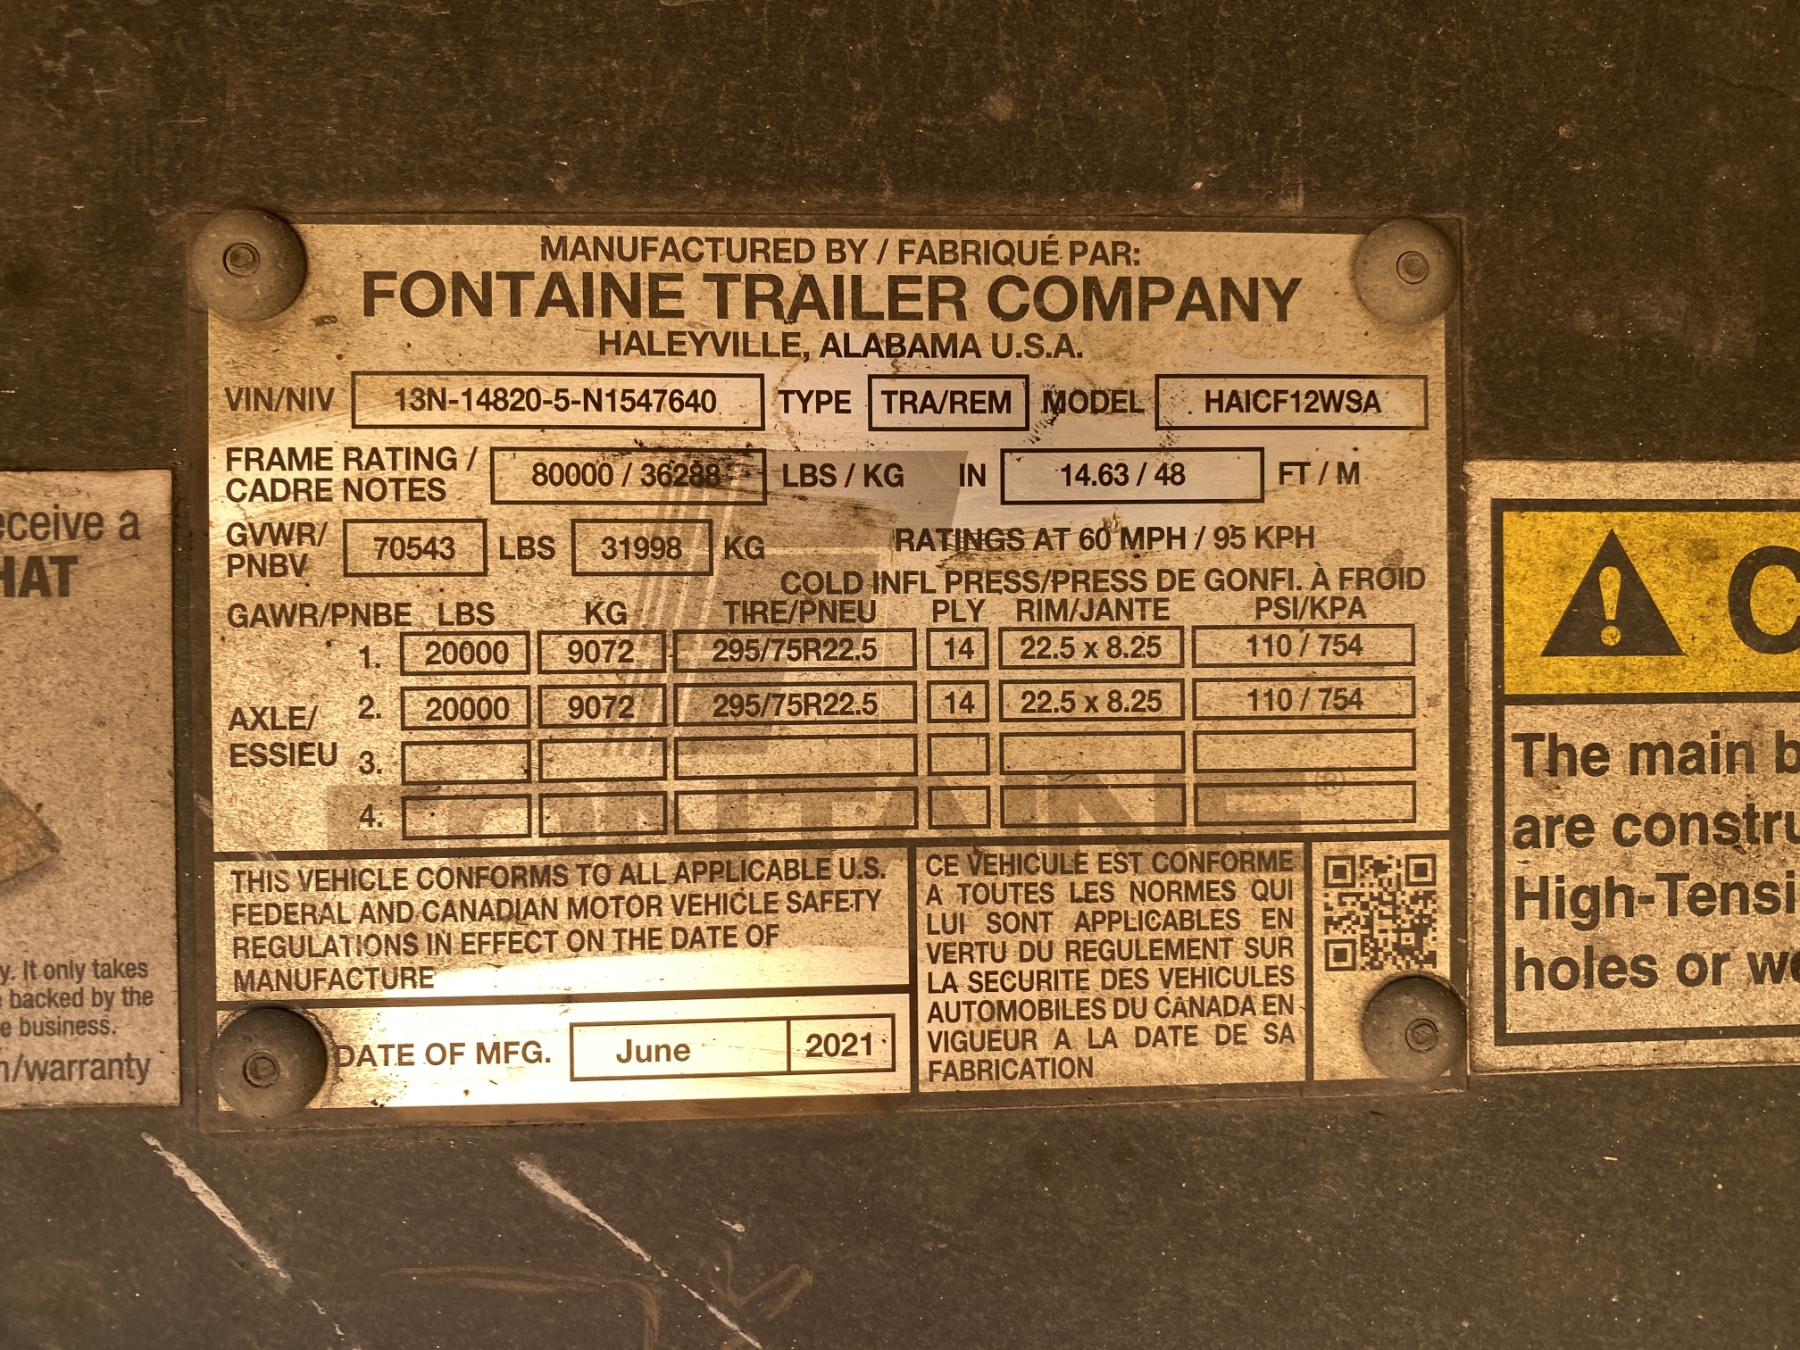 MANUFACTURED BY / FABRIQUÉ PAR:
FONTAINE TRAILER COMPANY
HALEYVILLE, ALABAMA U.S.A.
VIN/NIV 13N-14820-5-N1547640 TYPE TRA/REM MODEL HAICF12WSA
FRAME RATING /
CADRE NOTES 80000 / 36288 LBS / KG IN 14.63 / 48 FT / M
GVWR/
PNBV 70543 LBS 31998 KG
RATINGS AT 60 MPH / 95 KPH
COLD INFL PRESS/PRESS DE GONFI. À FROID
GAWR/PNBE LBS KG TIRE/PNEU PLY RIM/JANTE PSI/KPA
AXLE/
ESSIEU
1. 20000 9072 295/75R22.5 14 22.5 x 8.25 110 / 754
2. 20000 9072 295/75R22.5 14 22.5 x 8.25 110 / 754
3.
4.
FONTAINE®
THIS VEHICLE CONFORMS TO ALL APPLICABLE U.S.
FEDERAL AND CANADIAN MOTOR VEHICLE SAFETY
REGULATIONS IN EFFECT ON THE DATE OF
MANUFACTURE
DATE OF MFG. June 2021
CE VEHICULE EST CONFORME
A TOUTES LES NORMES QUI
LUI SONT APPLICABLES EN
VERTU DU REGULEMENT SUR
LA SECURITE DES VEHICULES
AUTOMOBILES DU CANADA EN
VIGUEUR A LA DATE DE SA
FABRICATION
eceive a
HAT
y. It only takes
backed by the
e business.
n/warranty
C
The main b
are constru
High-Tensi
holes or we